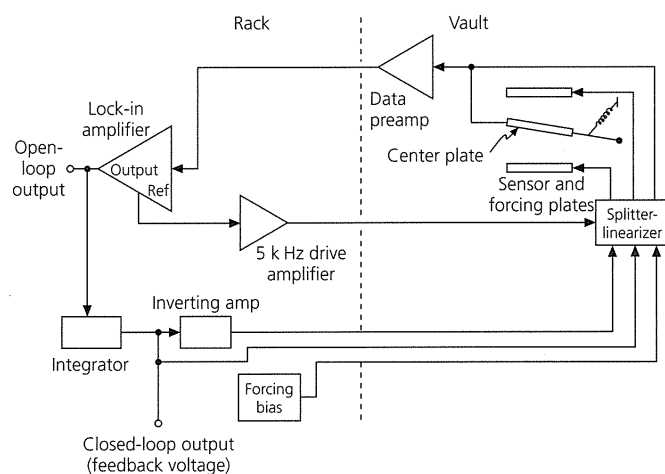 Rack
Vault
Lock-in
amplifier
Data
preamp
Center plate
Open-
loop
output
Output
Ref
Sensor and
forcing plates
Splitter-
linearizer
5 k Hz drive
amplifier
Inverting amp
Integrator
Forcing
bias
Closed-loop output
(feedback voltage)